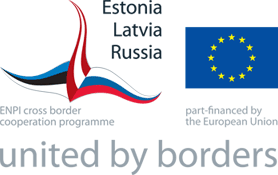 Estonia
Latvia
Russia
ENPI cross border
cooperation programme
part-financed by
the European Union
united by borders